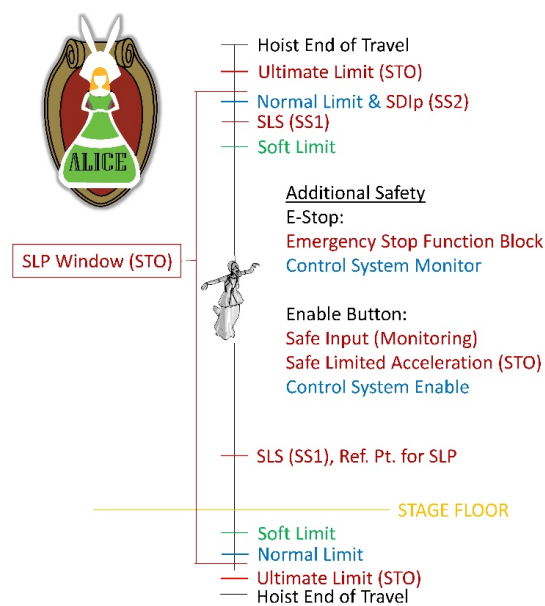 Hoist End of Travel
Ultimate Limit (STO)
Normal Limit & SDIp (SS2)
SLS (SS1)
Soft Limit
ALICE
Additional Safety
E-Stop:
Emergency Stop Function Block
Control System Monitor
SLP Window (STO)
Enable Button:
Safe Input (Monitoring)
Safe Limited Acceleration (STO)
Control System Enable
SLS (SS1), Ref. Pt. for SLP
STAGE FLOOR
Soft Limit
Normal Limit
Ultimate Limit (STO)
Hoist End of Travel